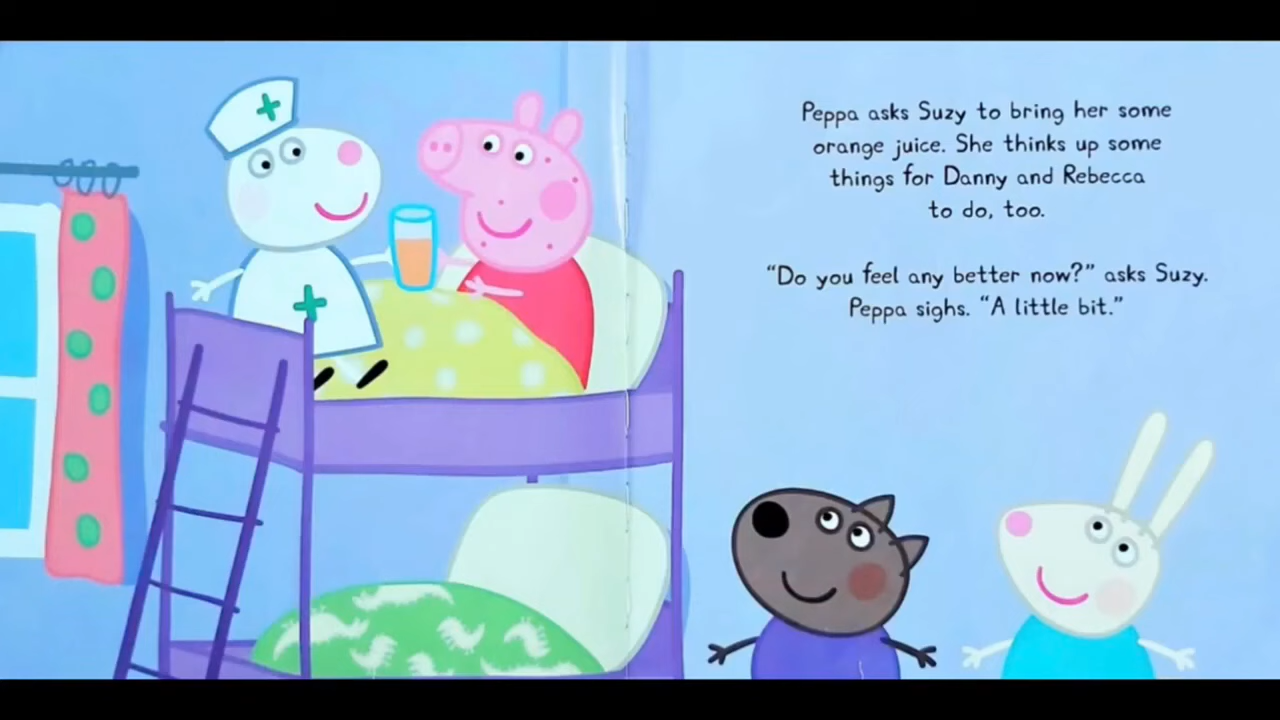 Peppa asks Suzy to bring her some
orange juice. She thinks up some
things for Danny and Rebecca
to do, too.
“Do you feel any better now?” asks Suzy.
Peppa sighs. “A little bit.”